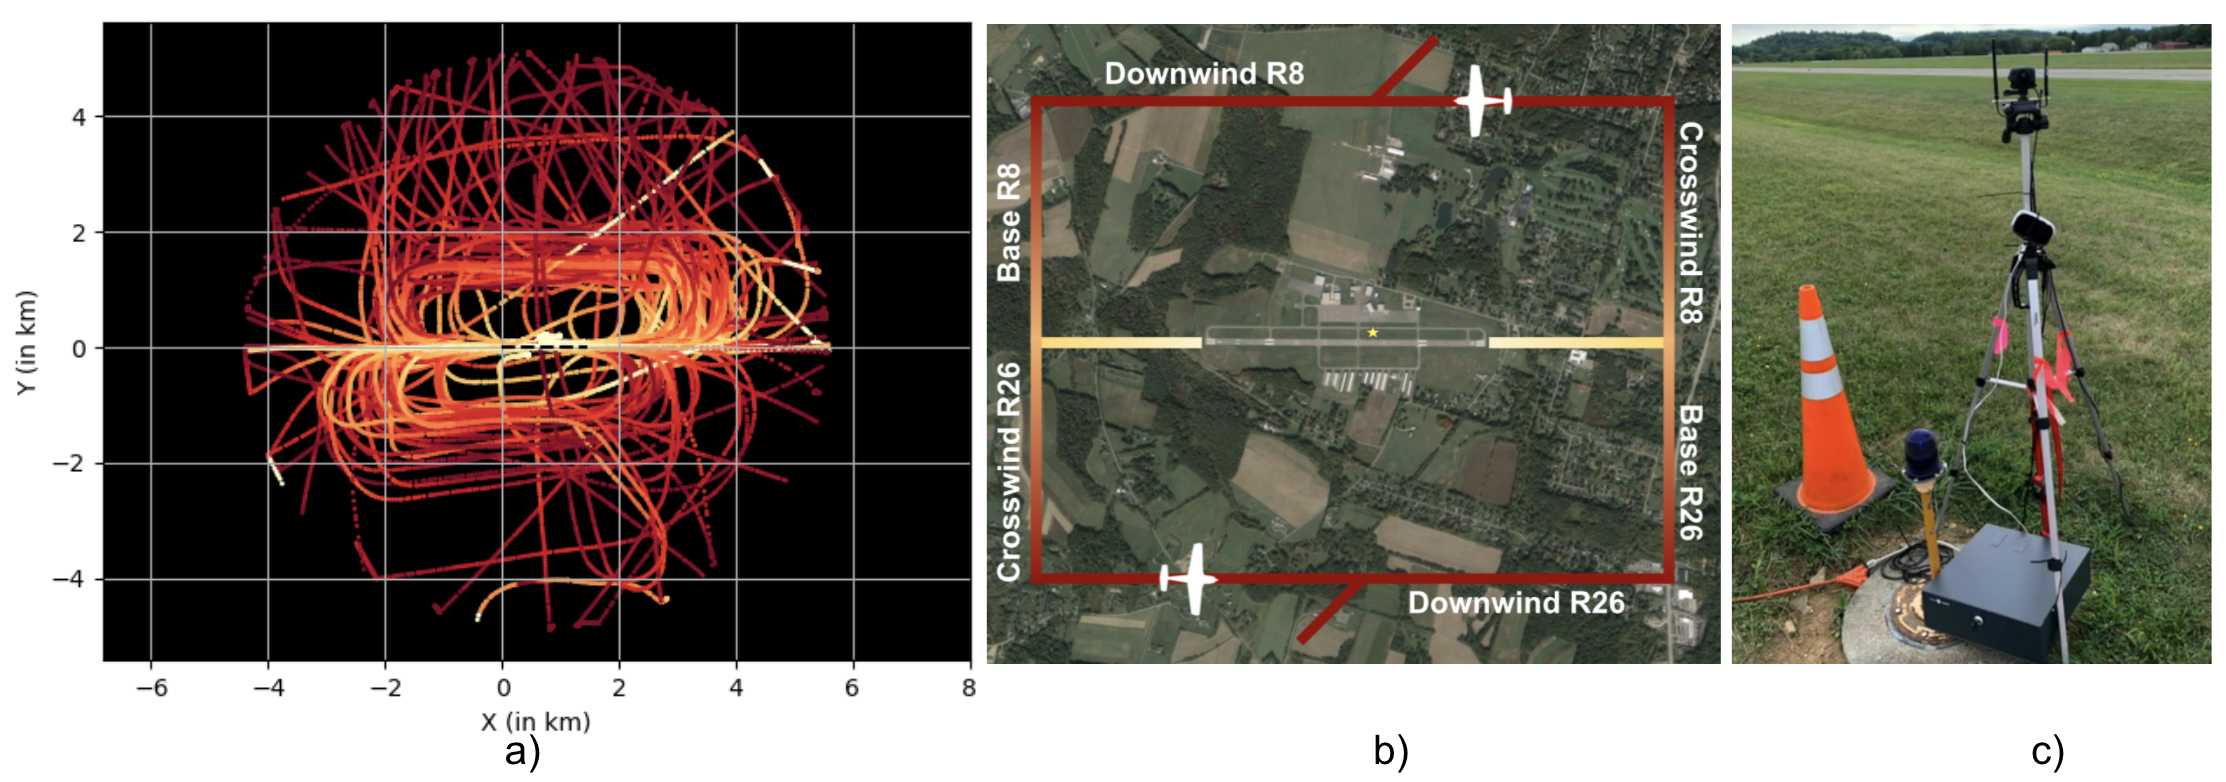 4
2
0
−2
−4
Y (in km)
−6
−4
−2
0
2
4
6
8
X (in km)
a)
Downwind R8
Base R8
Crosswind R8
Crosswind R26
Base R26
Downwind R26
b)
c)